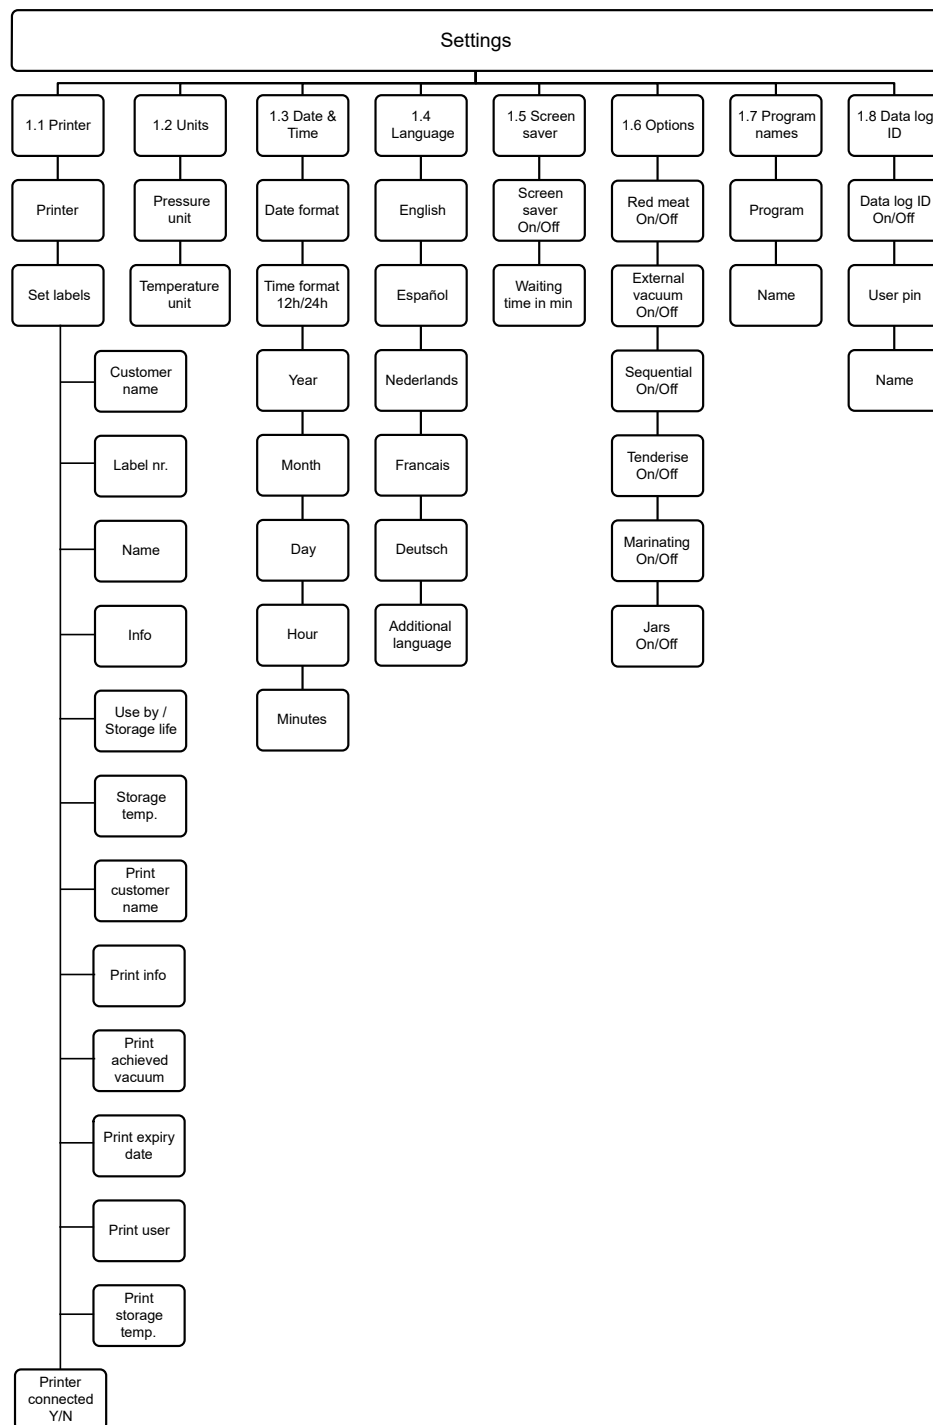 Settings
1.1 Printer
1.2 Units
1.3 Date &
Time
1.4
Language
1.5 Screen
saver
1.6 Options
1.7 Program
names
1.8 Data log
ID
Printer
Pressure
unit
Date format
English
Screen
saver
On/Off
Red meat
On/Off
Program
Data log ID
On/Off
Set labels
Temperature
unit
Time format
12h/24h
Español
Waiting
time in min
External
vacuum
On/Off
Name
User pin
Customer
name
Year
Nederlands
Sequential
On/Off
Name
Label nr.
Month
Francais
Tenderise
On/Off
Name
Day
Deutsch
Marinating
On/Off
Info
Hour
Additional
language
Jars
On/Off
Use by /
Storage life
Minutes
Storage
temp.
Print
customer
name
Print info
Print
achieved
vacuum
Print expiry
date
Print user
Print
storage
temp.
Printer
connected
Y/N